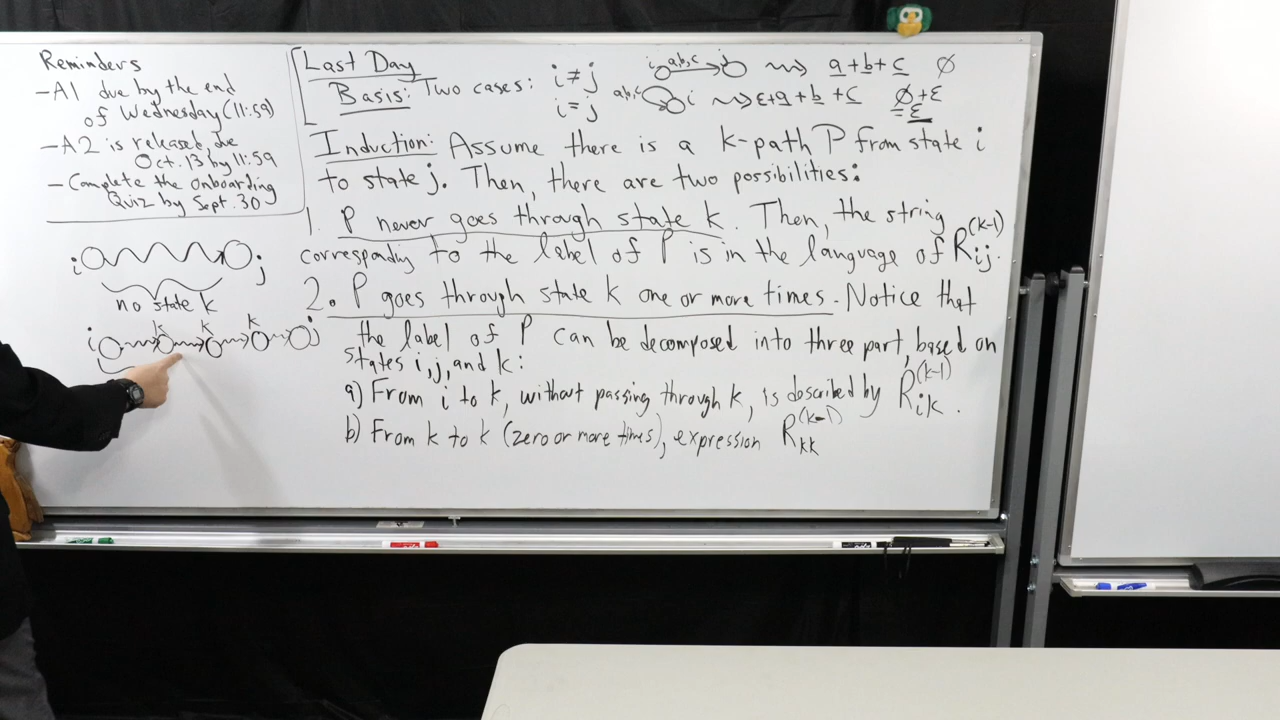 Reminders
-A1 due by the end
of Wednesday (11:59)
-A2 is released, due
Oct. 13 by 11:59
- Complete the onboarding
Quiz by Sept. 30
i j
no state k
i k k k j
Last Day
Basis: Two cases: i ≠ j
i = j
i a,b,c j ⇝ a+b+c ∅
a,b,c i ⇝ ε+a+b+c ∅+ε
=ε
Induction: Assume there is a k-path P from state i
to state j. Then, there are two possibilities:
1. P never goes through state k. Then, the string
corresponding to the label of P is in the language of R_ij^(k-1).
2. P goes through state k one or more times. Notice that
the label of P can be decomposed into three part, based on
states i, j, and k:
a) From i to k, without passing through k, is described by R_ik^(k-1).
b) From k to k (zero or more times), expression R_kk^(k-1)